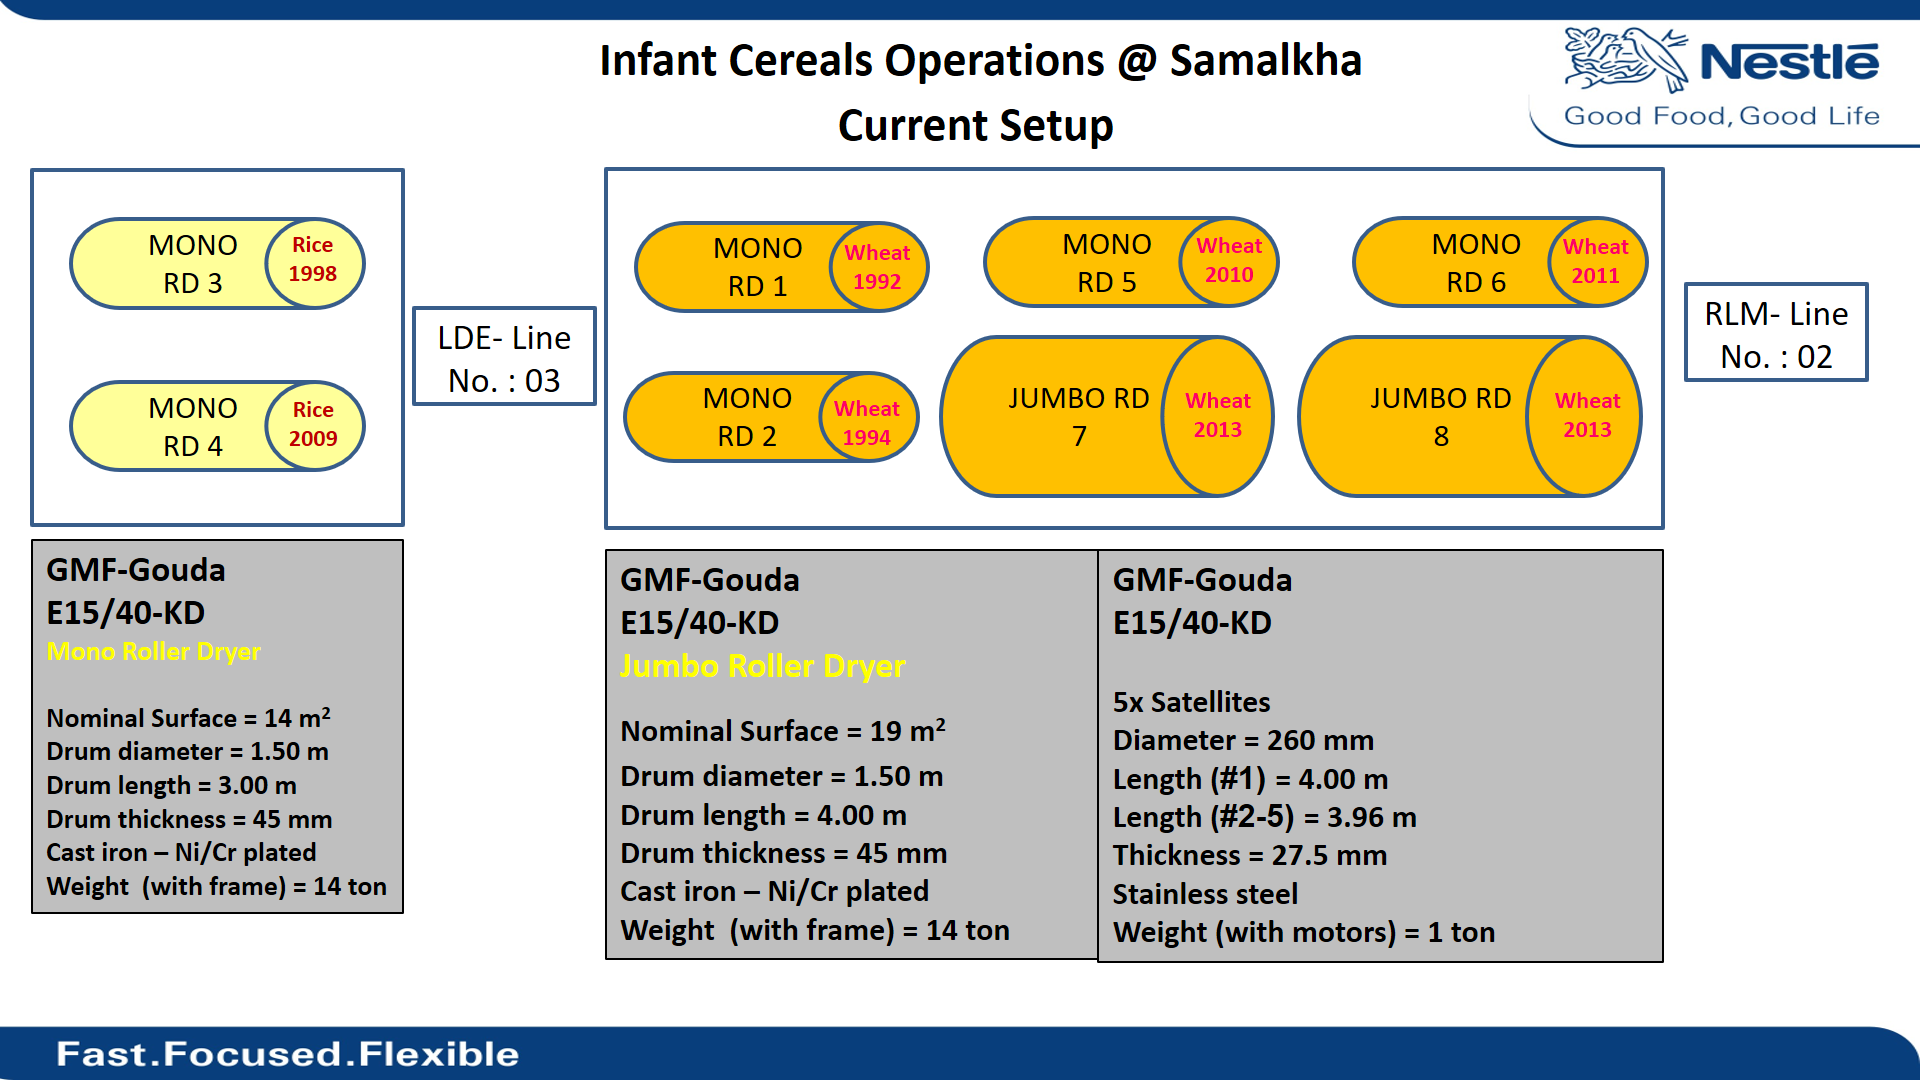 Infant Cereals Operations @ Samalkha
Current Setup
Nestlé
Good Food, Good Life
MONO
RD 3
Rice
1998
MONO
RD 4
Rice
2009
LDE- Line
No. : 03
MONO
RD 1
Wheat
1992
MONO
RD 5
Wheat
2010
MONO
RD 6
Wheat
2011
MONO
RD 2
Wheat
1994
JUMBO RD
7
Wheat
2013
JUMBO RD
8
Wheat
2013
RLM- Line
No. : 02
GMF-Gouda
E15/40-KD
Mono Roller Dryer
Nominal Surface = 14 m²
Drum diameter = 1.50 m
Drum length = 3.00 m
Drum thickness = 45 mm
Cast iron – Ni/Cr plated
Weight (with frame) = 14 ton
GMF-Gouda
E15/40-KD
Jumbo Roller Dryer
Nominal Surface = 19 m²
Drum diameter = 1.50 m
Drum length = 4.00 m
Drum thickness = 45 mm
Cast iron – Ni/Cr plated
Weight (with frame) = 14 ton
GMF-Gouda
E15/40-KD
5x Satellites
Diameter = 260 mm
Length (#1) = 4.00 m
Length (#2-5) = 3.96 m
Thickness = 27.5 mm
Stainless steel
Weight (with motors) = 1 ton
Fast.Focused.Flexible